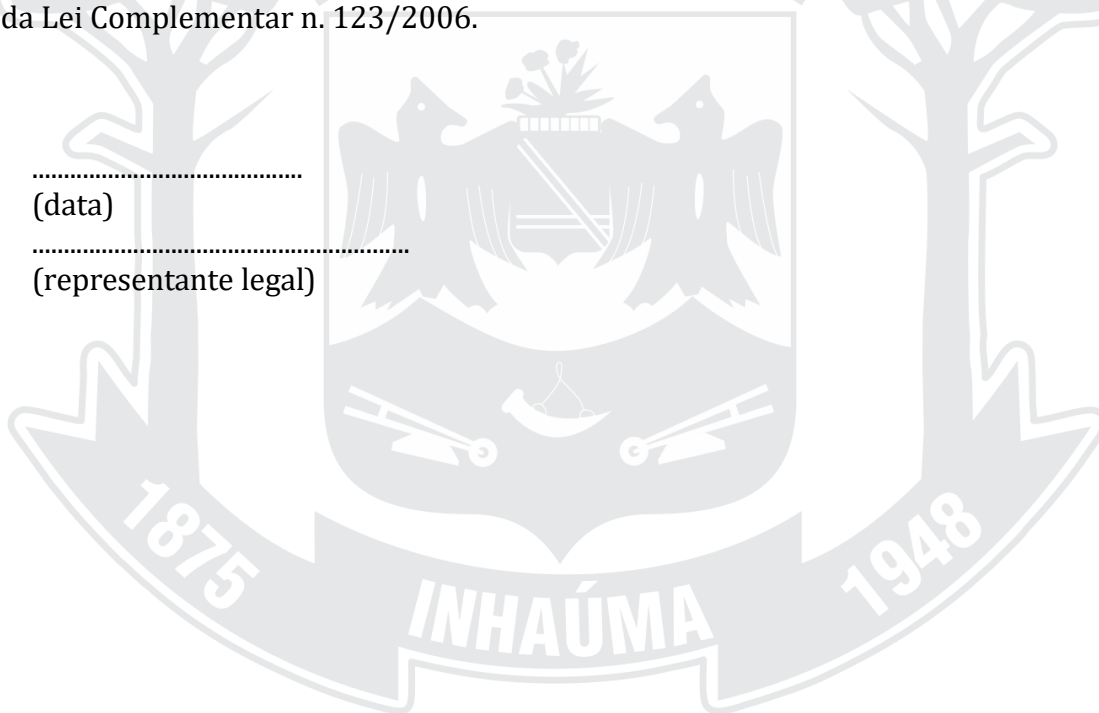 da Lei Complementar n. 123/2006.
...........................................
(data)
............................................................
(representante legal)
1875
INHAÚMA
1948